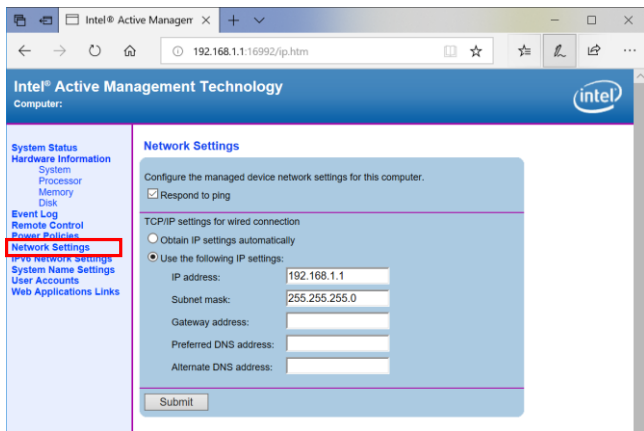 Intel® Active Managem
192.168.1.1:16992/ip.htm
Intel® Active Management Technology
Computer:
intel
System Status
Hardware Information
System
Processor
Memory
Disk
Event Log
Remote Control
Power Policies
Network Settings
IPv6 Network Settings
System Name Settings
User Accounts
Web Applications Links
Network Settings
Configure the managed device network settings for this computer.
Respond to ping
TCP/IP settings for wired connection
Obtain IP settings automatically
Use the following IP settings:
IP address: 192.168.1.1
Subnet mask: 255.255.255.0
Gateway address:
Preferred DNS address:
Alternate DNS address:
Submit